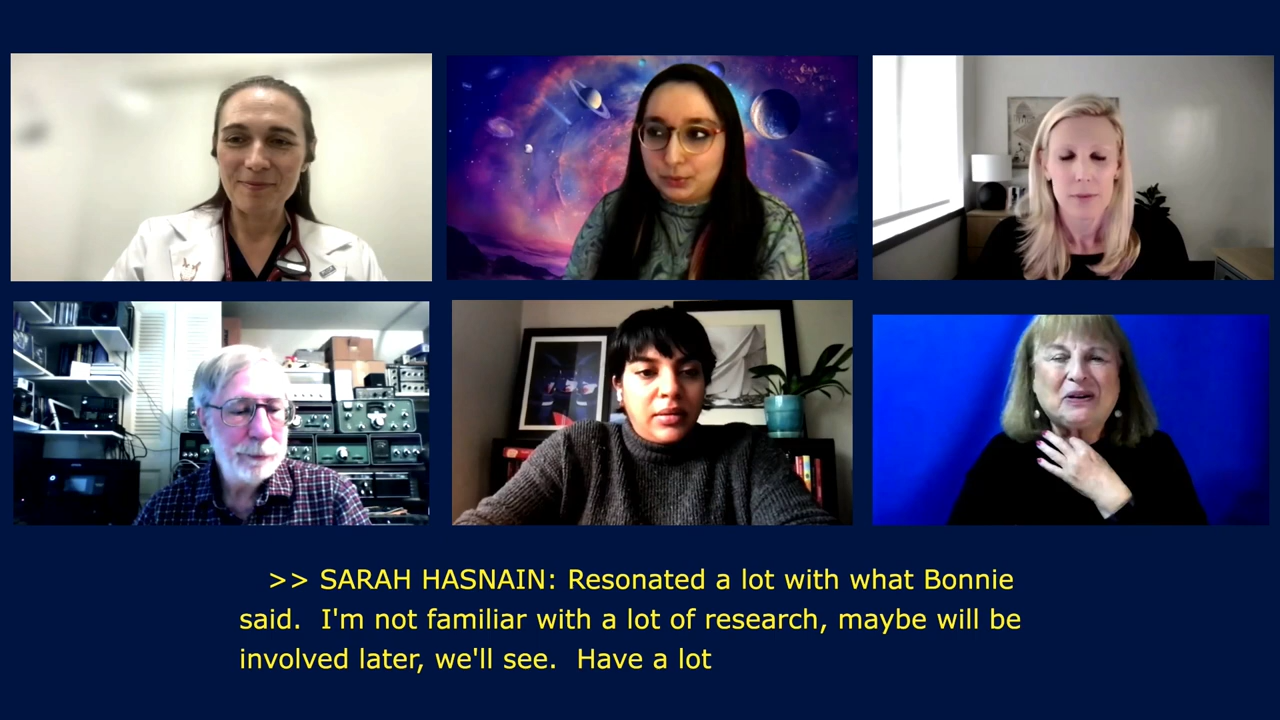 >> SARAH HASNAIN: Resonated a lot with what Bonnie
said.  I'm not familiar with a lot of research, maybe will be
involved later, we'll see.  Have a lot